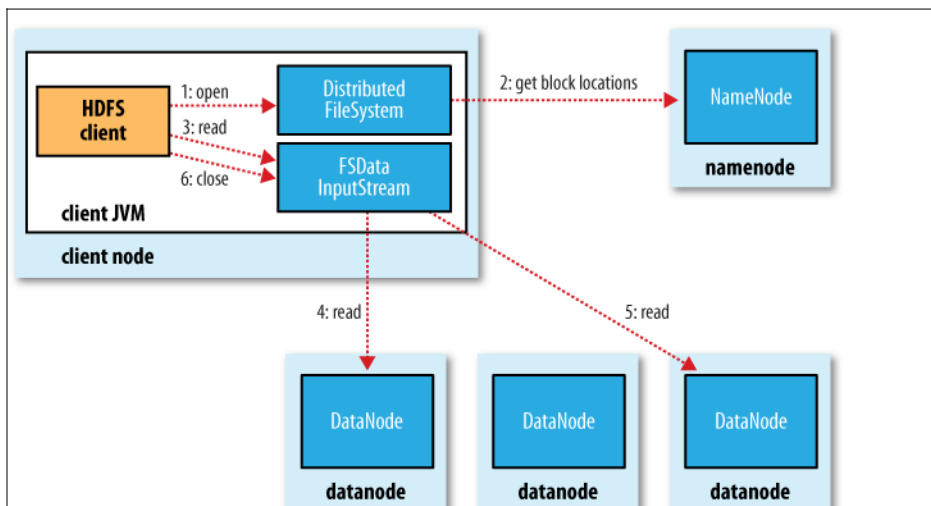 HDFS
client
1: open
3: read
6: close
Distributed
FileSystem
FSData
InputStream
2: get block locations
NameNode
namenode
client JVM
client node
4: read
5: read
DataNode
DataNode
DataNode
datanode
datanode
datanode